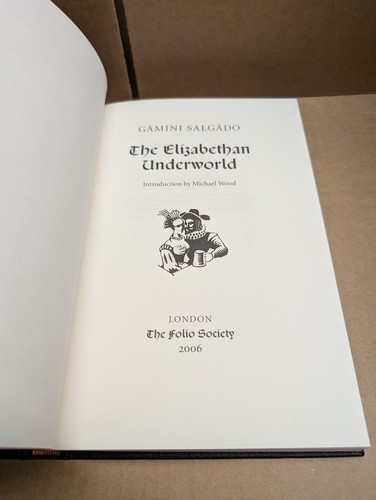 GĀMINI SALGĀDO
The Elizabethan
Underworld
Introduction by Michael Wood
LONDON
The Folio Society
2006